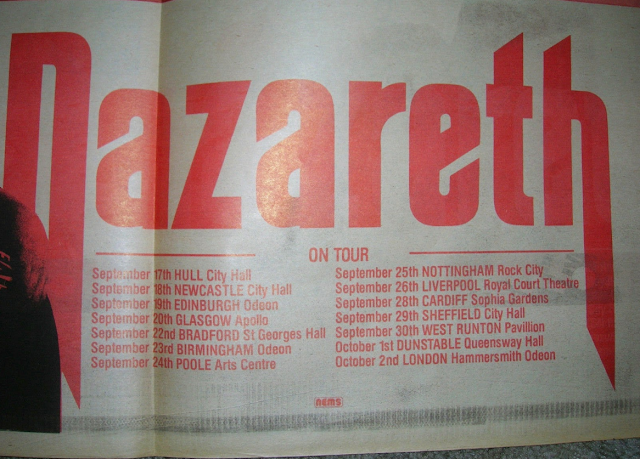 Nazareth
ON TOUR
September 17th HULL City Hall
September 18th NEWCASTLE City Hall
September 19th EDINBURGH Odeon
September 20th GLASGOW Apollo
September 22nd BRADFORD St Georges Hall
September 23rd BIRMINGHAM Odeon
September 24th POOLE Arts Centre
September 25th NOTTINGHAM Rock City
September 26th LIVERPOOL Royal Court Theatre
September 28th CARDIFF Sophia Gardens
September 29th SHEFFIELD City Hall
September 30th WEST RUNTON Pavillion
October 1st DUNSTABLE Queensway Hall
October 2nd LONDON Hammersmith Odeon
nems